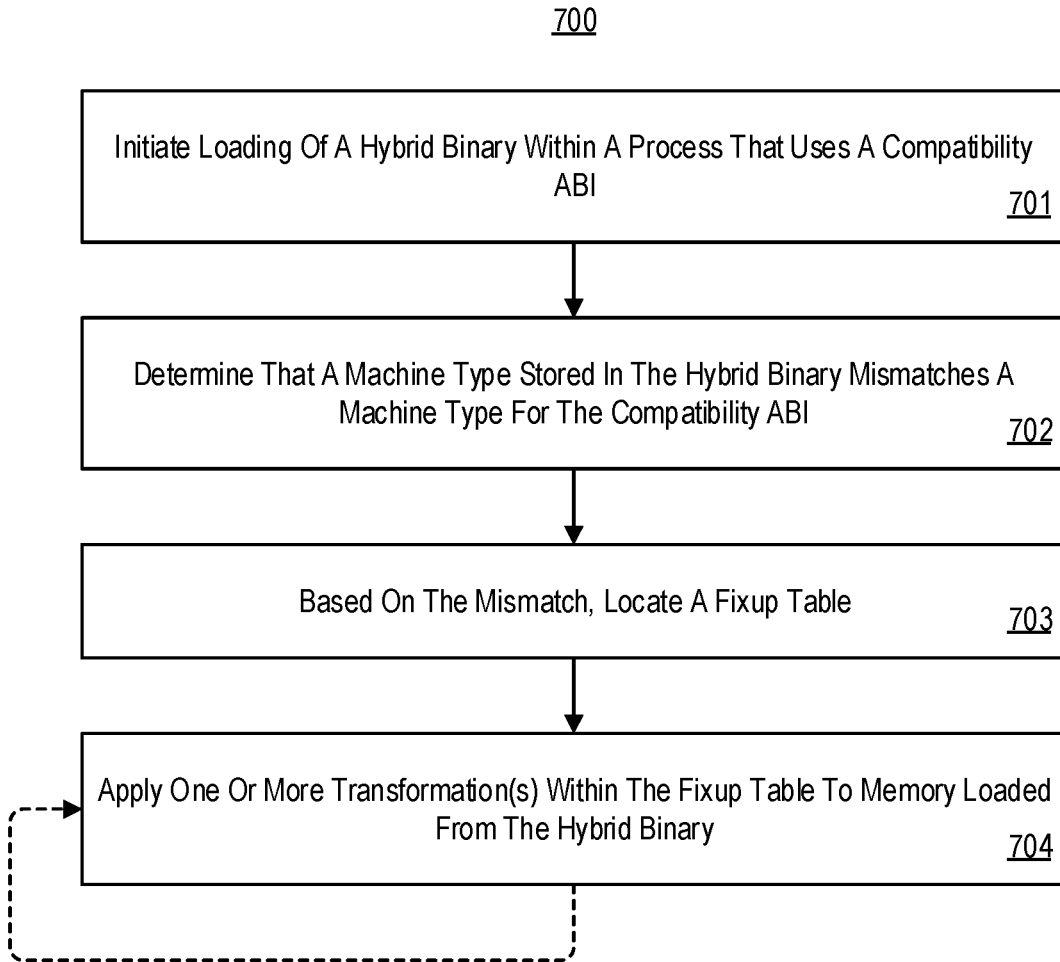 700
Initiate Loading Of A Hybrid Binary Within A Process That Uses A Compatibility
ABI
701
Determine That A Machine Type Stored In The Hybrid Binary Mismatches A
Machine Type For The Compatibility ABI
702
Based On The Mismatch, Locate A Fixup Table
703
Apply One Or More Transformation(s) Within The Fixup Table To Memory Loaded
From The Hybrid Binary
704